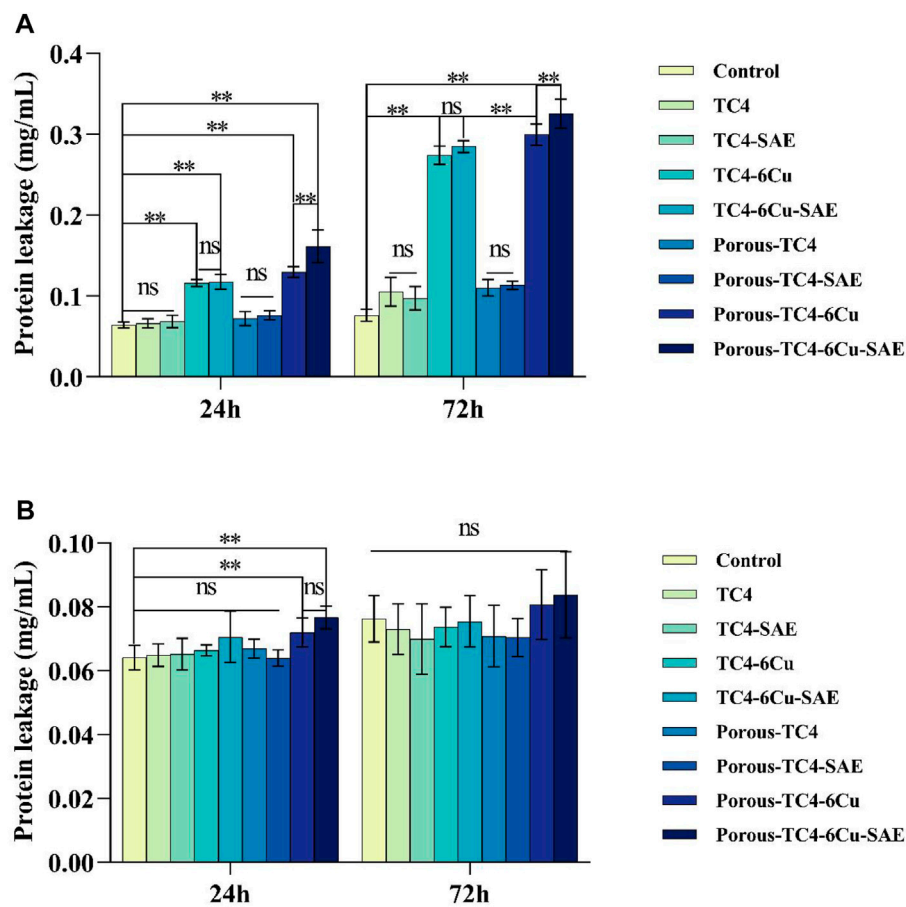 A
Protein leakage (mg/mL)
0.4
0.3
0.2
0.1
0.0
**
**
**
**
ns
ns
ns
**
**
**
**
ns
**
ns
ns
24h
72h
Control
TC4
TC4-SAE
TC4-6Cu
TC4-6Cu-SAE
Porous-TC4
Porous-TC4-SAE
Porous-TC4-6Cu
Porous-TC4-6Cu-SAE
B
Protein leakage (mg/mL)
0.10
0.08
0.06
0.04
0.02
0.00
**
**
ns
ns
ns
24h
72h
Control
TC4
TC4-SAE
TC4-6Cu
TC4-6Cu-SAE
Porous-TC4
Porous-TC4-SAE
Porous-TC4-6Cu
Porous-TC4-6Cu-SAE